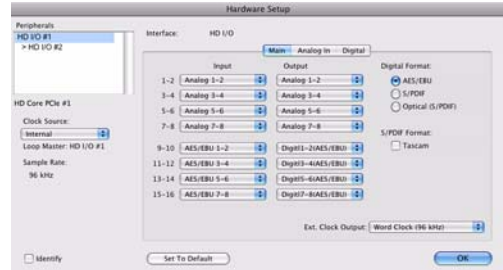 Hardware Setup
Peripherals
HD I/O #1
> HD I/O #2
Interface: HD I/O
Main Analog In Digital
Input Output Digital Format:
1-2 Analog 1-2 Analog 1-2 AES/EBU
3-4 Analog 3-4 Analog 3-4 S/PDIF
5-6 Analog 5-6 Analog 5-6 Optical (S/PDIF)
7-8 Analog 7-8 Analog 7-8
S/PDIF Format:
9-10 AES/EBU 1-2 Digitl1-2(AES/EBU)
Tascam
11-12 AES/EBU 3-4 Digitl3-4(AES/EBU)
13-14 AES/EBU 5-6 Digitl5-6(AES/EBU)
15-16 AES/EBU 7-8 Digitl7-8(AES/EBU)
HD Core PCIe #1
Clock Source:
Internal
Loop Master: HD I/O #1
Sample Rate:
96 kHz
Ext. Clock Output: Word Clock (96 kHz)
Identify
Set To Default
OK